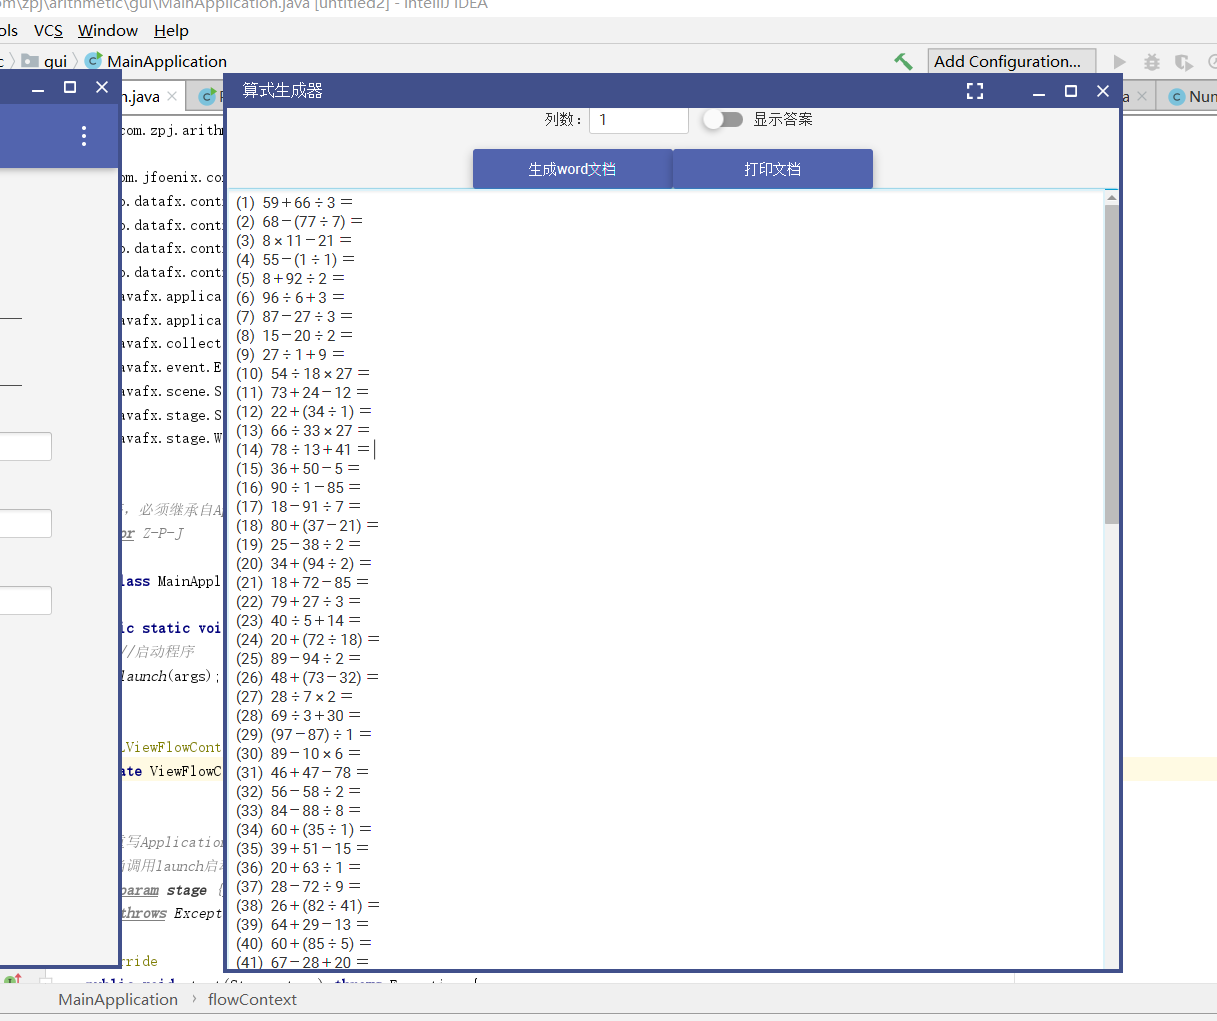 om\zpj\arithmetic\gui\MainApplication.java [untitled2] - IntelliJ IDEA
ols VCS Window Help
gui MainApplication
Add Configuration...
n.java
com.zpj.arithm
om.jfoenix.co
o.datafx.conti
o.datafx.conti
o.datafx.conti
o.datafx.conti
avafx.applica
avafx.applica
avafx.collect
avafx.event.E
avafx.scene.S
avafx.stage.S
avafx.stage.W
，必须继承自A
or Z-P-J
lass MainAppl
ic static voi
//启动程序
launch(args);
ViewFlowCont
ate ViewFlowC
重写Application
调用launch启
param stage
throws Except
rride
public void
MainApplication › flowContext
算式生成器
列数： 1 显示答案
生成word文档 打印文档
(1) 59＋66÷3＝
(2) 68－(77÷7)＝
(3) 8×11－21＝
(4) 55－(1÷1)＝
(5) 8＋92÷2＝
(6) 96÷6＋3＝
(7) 87－27÷3＝
(8) 15－20÷2＝
(9) 27÷1＋9＝
(10) 54÷18×27＝
(11) 73＋24－12＝
(12) 22＋(34÷1)＝
(13) 66÷33×27＝
(14) 78÷13＋41＝
(15) 36＋50－5＝
(16) 90÷1－85＝
(17) 18－91÷7＝
(18) 80＋(37－21)＝
(19) 25－38÷2＝
(20) 34＋(94÷2)＝
(21) 18＋72－85＝
(22) 79＋27÷3＝
(23) 40÷5＋14＝
(24) 20＋(72÷18)＝
(25) 89－94÷2＝
(26) 48＋(73－32)＝
(27) 28÷7×2＝
(28) 69÷3＋30＝
(29) (97－87)÷1＝
(30) 89－10×6＝
(31) 46＋47－78＝
(32) 56－58÷2＝
(33) 84－88÷8＝
(34) 60＋(35÷1)＝
(35) 39＋51－15＝
(36) 20＋63÷1＝
(37) 28－72÷9＝
(38) 26＋(82÷41)＝
(39) 64＋29－13＝
(40) 60＋(85÷5)＝
(41) 67－28＋20＝
a
Num